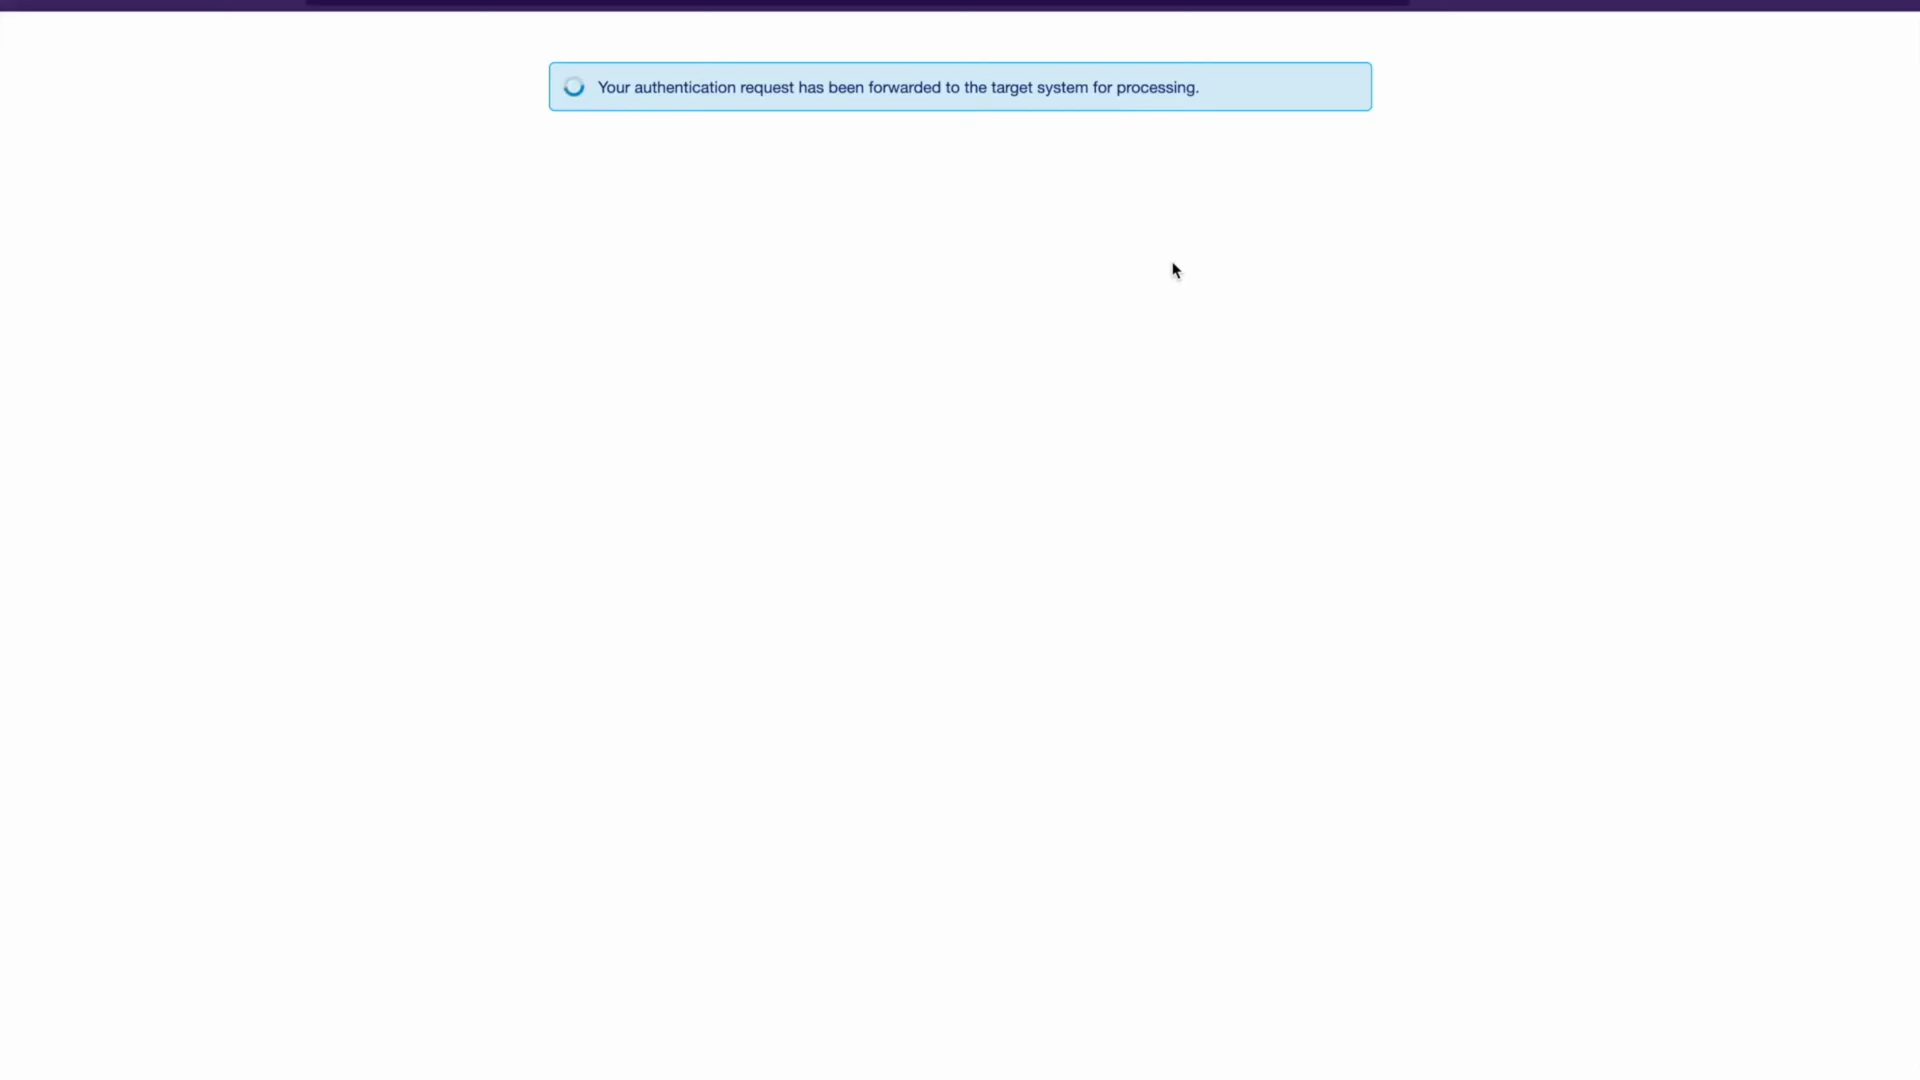 Your authentication request has been forwarded to the target system for processing.